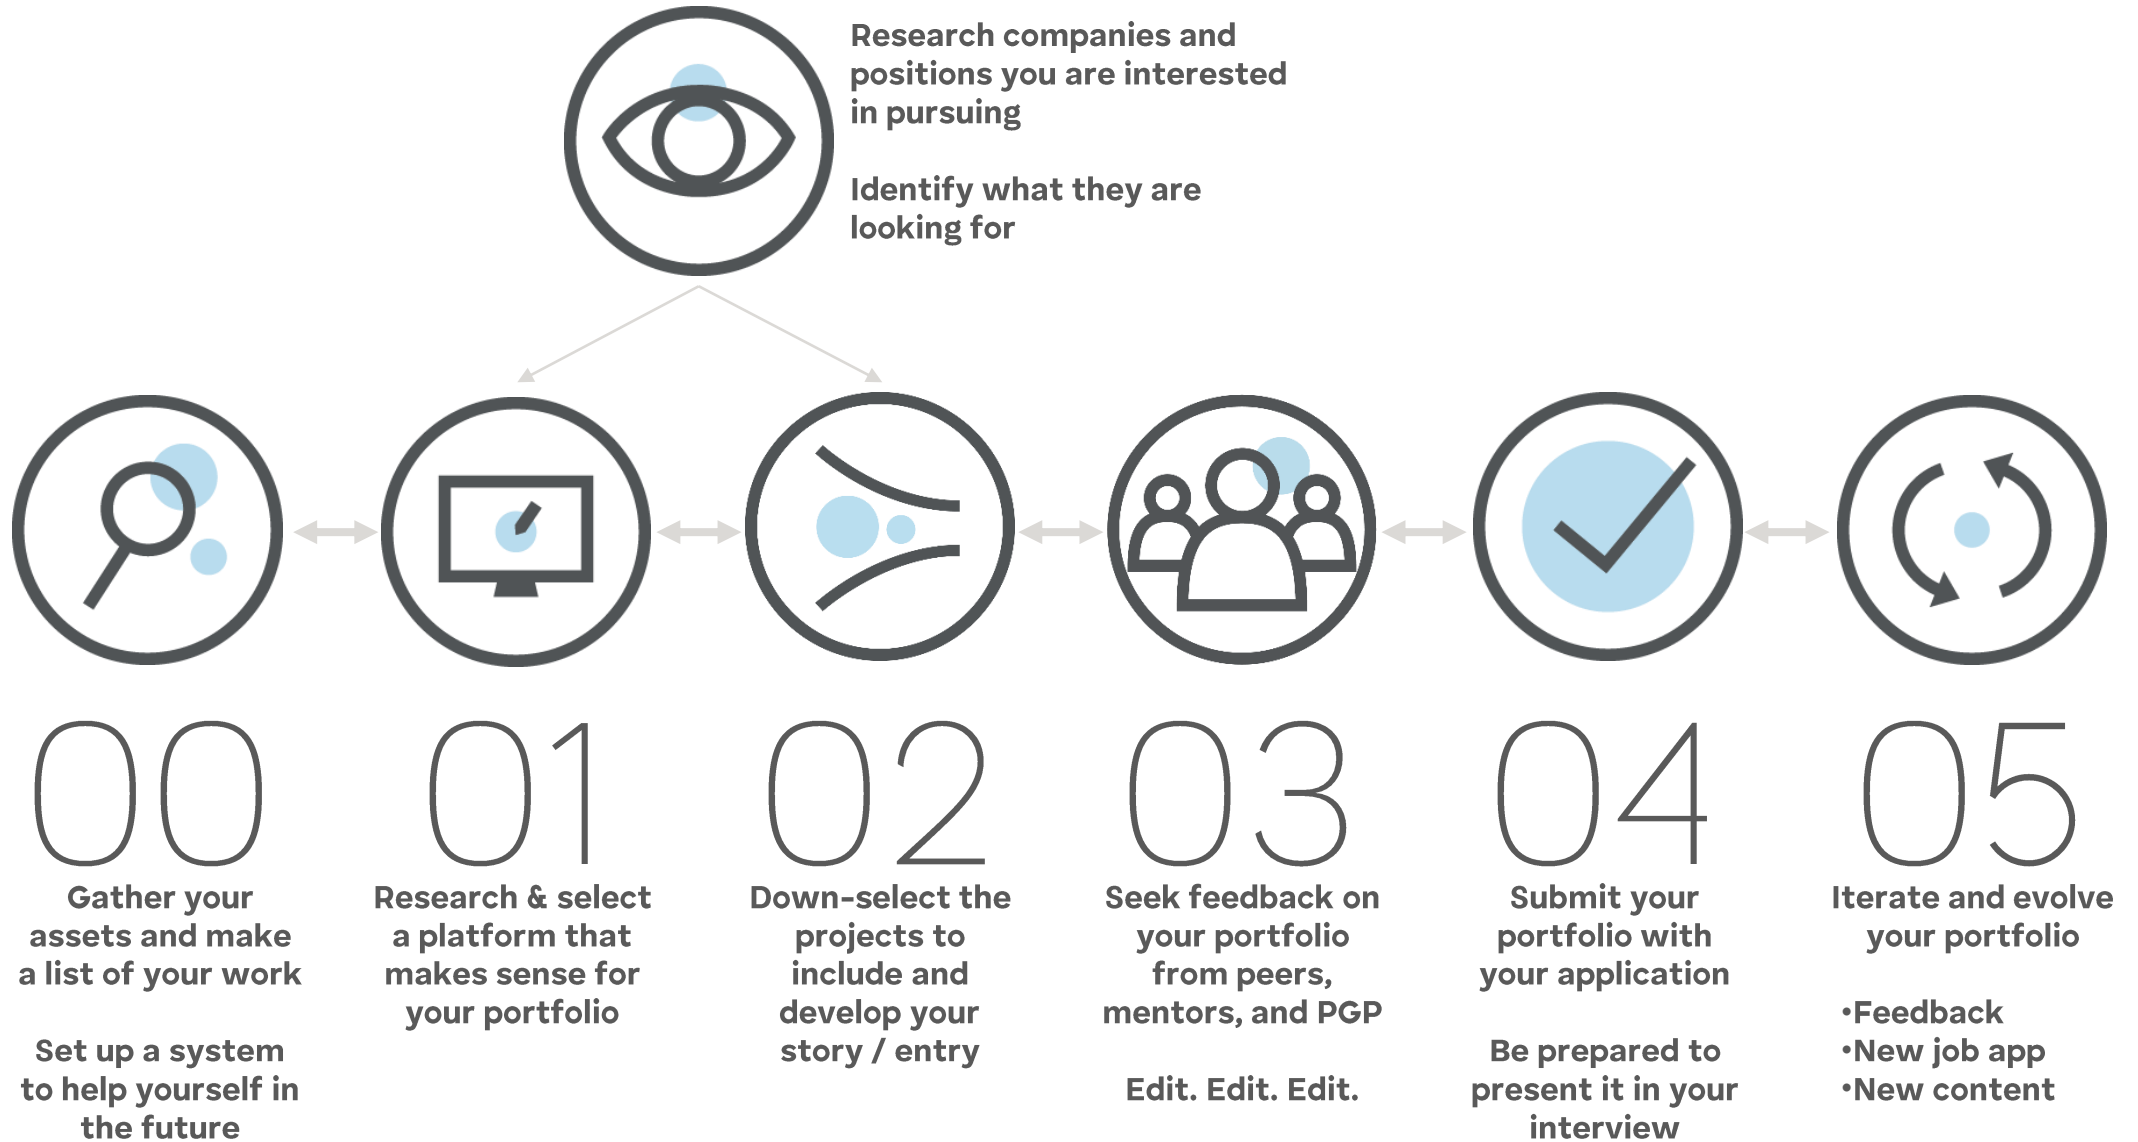 Research companies and
positions you are interested
in pursuing
Identify what they are
looking for
00
Gather your
assets and make
a list of your work
Set up a system
to help yourself in
the future
01
Research & select
a platform that
makes sense for
your portfolio
02
Down-select the
projects to
include and
develop your
story / entry
03
Seek feedback on
your portfolio
from peers,
mentors, and PGP
Edit. Edit. Edit.
04
Submit your
portfolio with
your application
Be prepared to
present it in your
interview
05
Iterate and evolve
your portfolio
•Feedback
•New job app
•New content